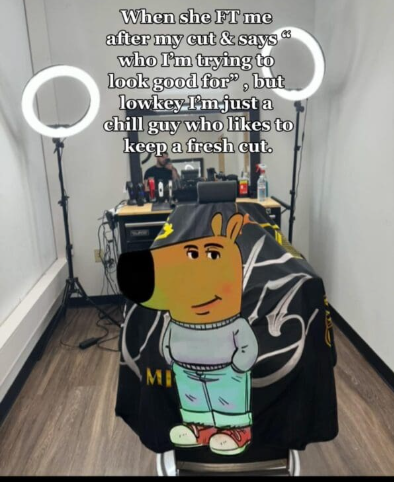 When she FT me
after my cut & says “
who I'm trying to
look good for” , but
lowkey I'm just a
chill guy who likes to
keep a fresh cut.
MI